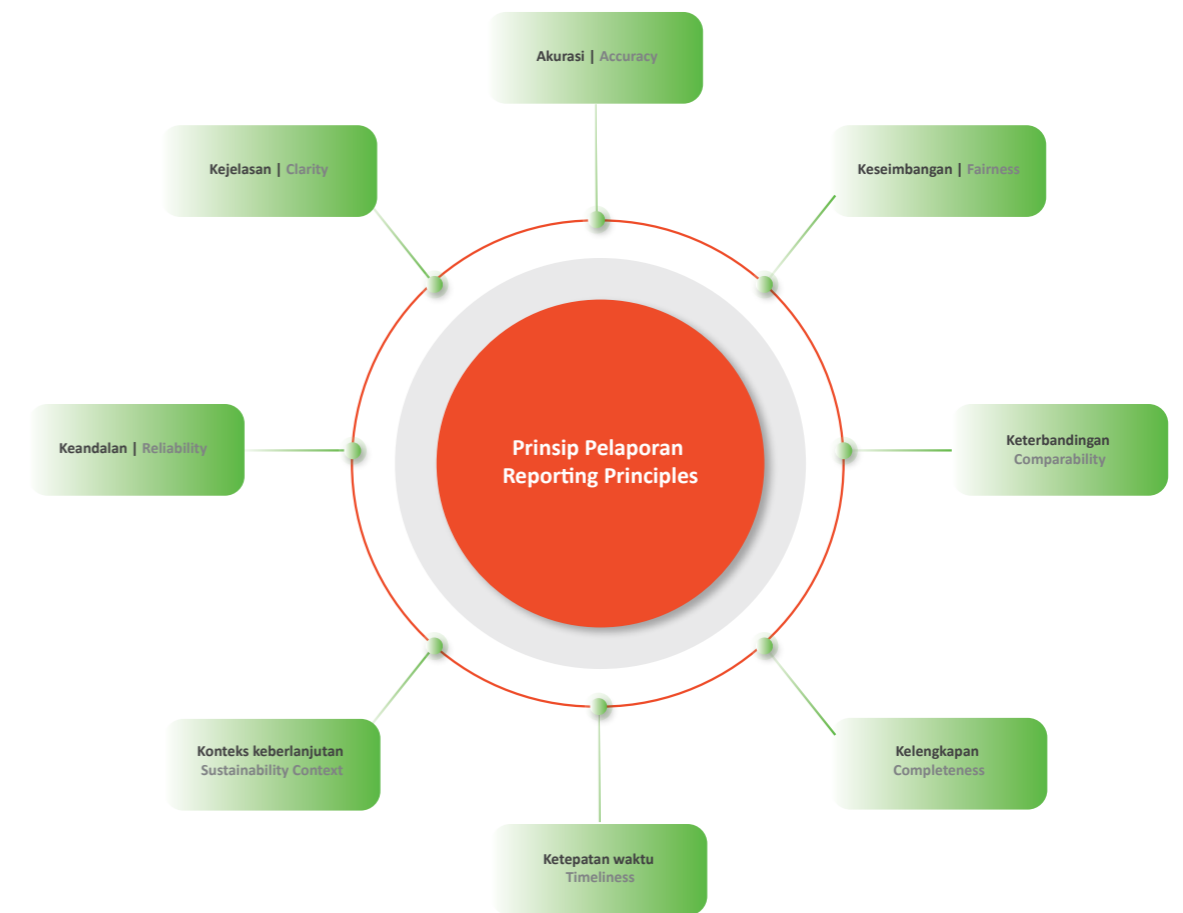 Akurasi | Accuracy
Kejelasan | Clarity
Keseimbangan | Fairness
Keandalan | Reliability
Prinsip Pelaporan
Reporting Principles
Keterbandingan
Comparability
Konteks keberlanjutan
Sustainability Context
Kelengkapan
Completeness
Ketepatan waktu
Timeliness